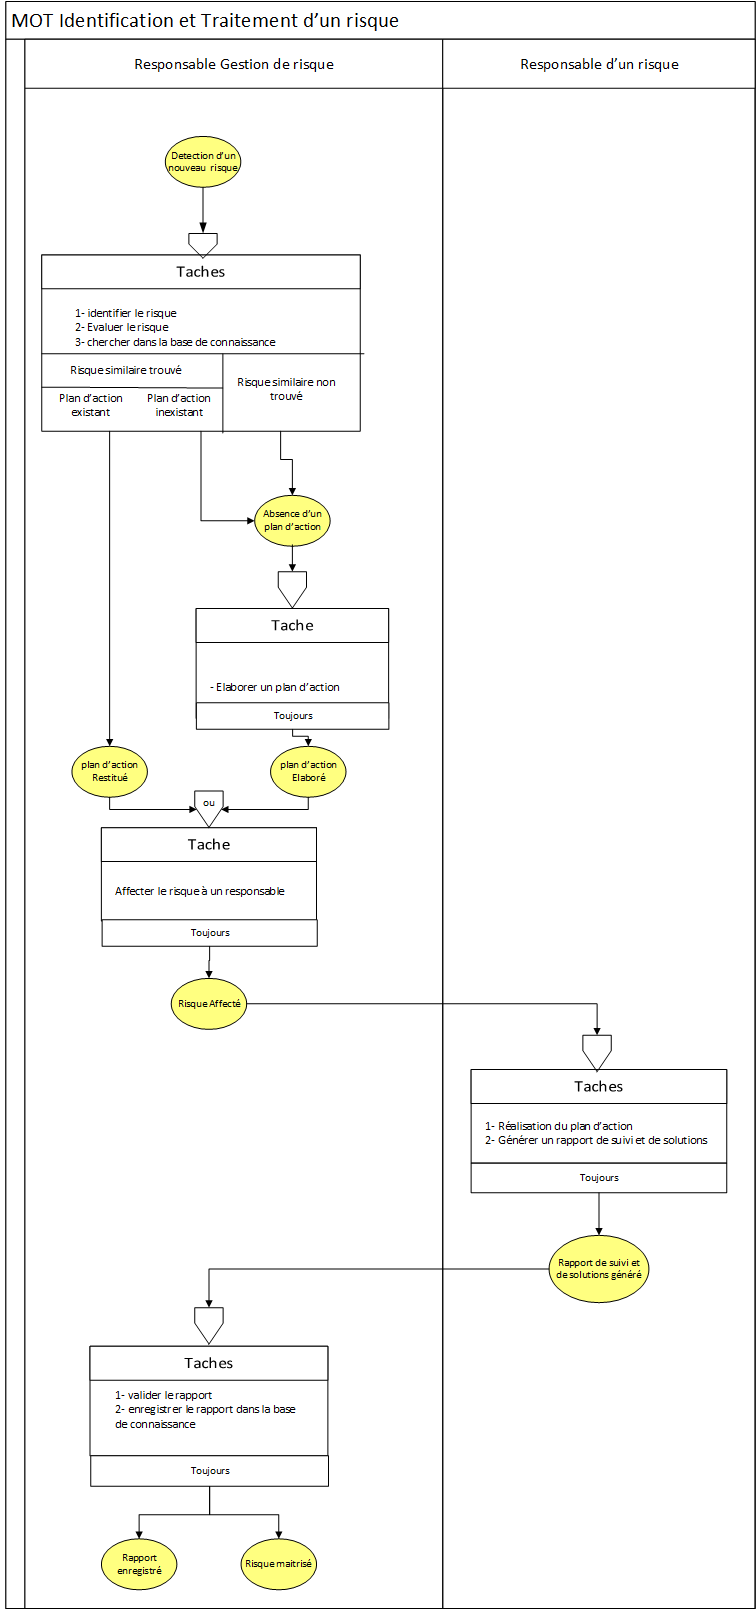 MOT Identification et Traitement d'un risque
Responsable Gestion de risque
Responsable d'un risque
Detection d'un
nouveau risque
Taches
1- identifier le risque
2- Evaluer le risque
3- chercher dans la base de connaissance
Risque similaire trouvé
Risque similaire non
trouvé
Plan d'action
existant
Plan d'action
inexistant
Absence d'un
plan d'action
Tache
- Elaborer un plan d'action
Toujours
plan d'action
Restitué
plan d'action
Elaboré
ou
Tache
Affecter le risque à un responsable
Toujours
Risque Affecté
Taches
1- Réalisation du plan d'action
2- Générer un rapport de suivi et de solutions
Toujours
Rapport de suivi et
de solutions généré
Taches
1- valider le rapport
2- enregistrer le rapport dans la base
de connaissance
Toujours
Rapport
enregistré
Risque maitrisé